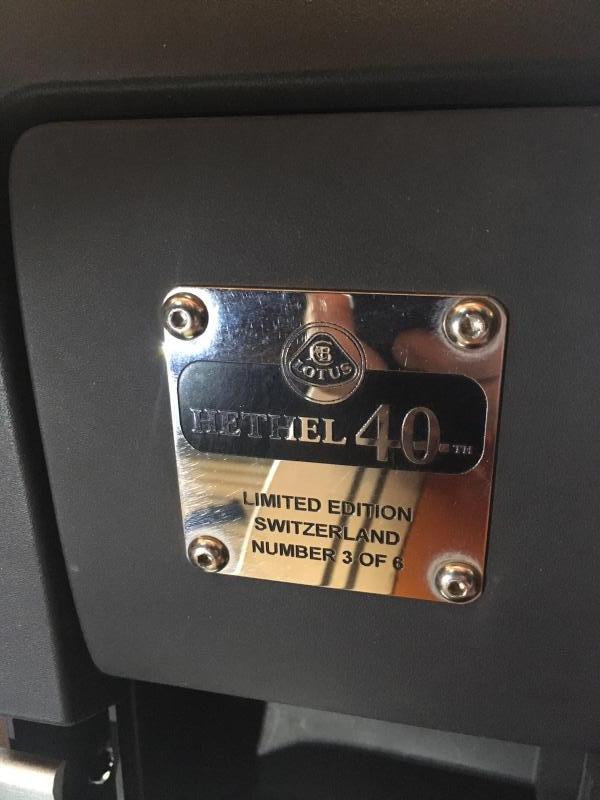 LOTUS
HETHEL 40TH
LIMITED EDITION
SWITZERLAND
NUMBER 3 OF 6